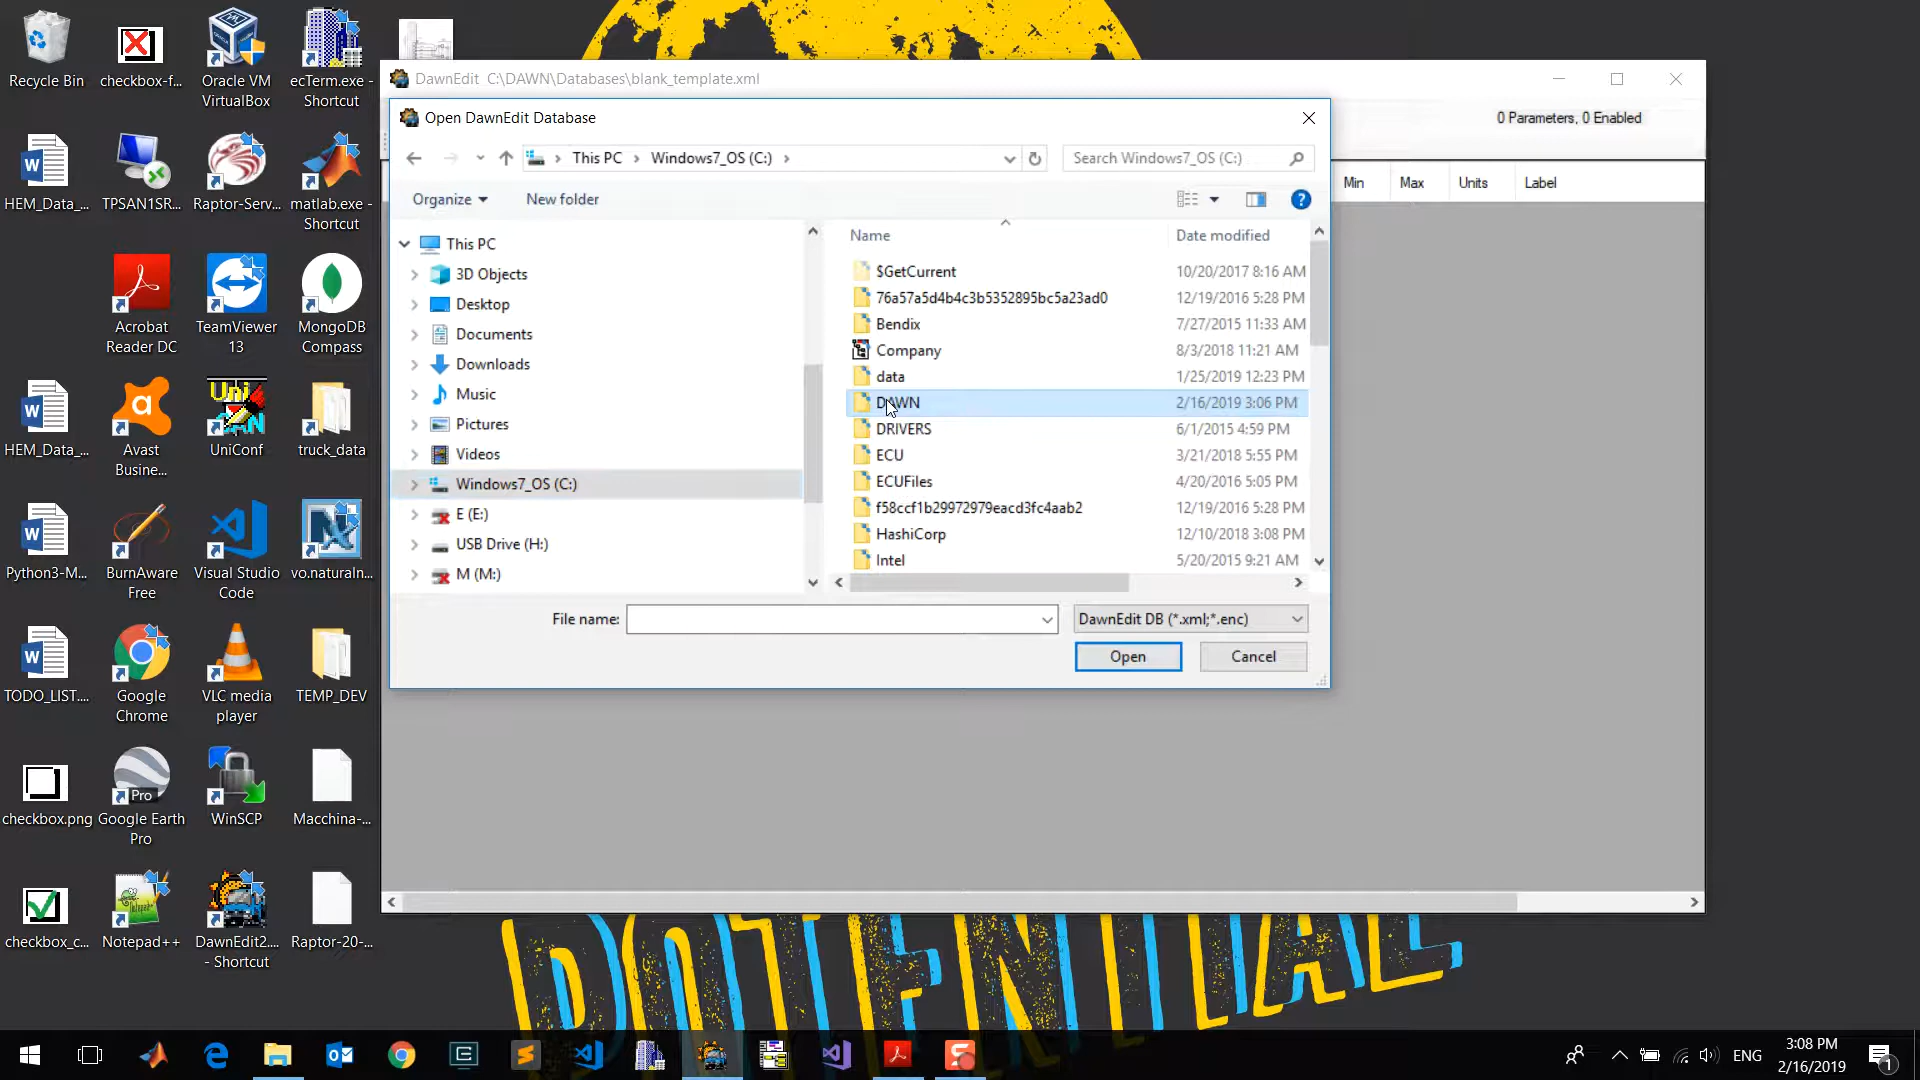 Recycle Bin
checkbox-f...
Oracle VM
VirtualBox
ecTerm.exe -
Shortcut
HEM_Data_...
TPSAN1SR...
Raptor-Serv...
matlab.exe -
Shortcut
Acrobat
Reader DC
TeamViewer
13
MongoDB
Compass
HEM_Data_...
Avast
Busine...
UniConf
truck_data
Python3-M...
BurnAware
Free
Visual Studio
Code
vo.naturaln...
TODO_LIST....
Google
Chrome
VLC media
player
TEMP_DEV
checkbox.png
Pro
Google Earth
Pro
WinSCP
Macchina-...
checkbox_c...
Notepad++
DawnEdit2....
- Shortcut
Raptor-20-...
DawnEdit C:\DAWN\Databases\blank_template.xml
0 Parameters, 0 Enabled
Min Max Units Label
Open DawnEdit Database
This PC > Windows7_OS (C:) >
Search Windows7_OS (C:)
Organize
New folder
This PC
3D Objects
Desktop
Documents
Downloads
Music
Pictures
Videos
Windows7_OS (C:)
E (E:)
USB Drive (H:)
M (M:)
Name Date modified
$GetCurrent 10/20/2017 8:16 AM
76a57a5d4b4c3b5352895bc5a23ad0 12/19/2016 5:28 PM
Bendix 7/27/2015 11:33 AM
Company 8/3/2018 11:21 AM
data 1/25/2019 12:23 PM
DAWN 2/16/2019 3:06 PM
DRIVERS 6/1/2015 4:59 PM
ECU 3/21/2018 5:55 PM
ECUFiles 4/20/2016 5:05 PM
f58ccf1b29972979eacd3fc4aab2 12/19/2016 5:28 PM
HashiCorp 12/10/2018 3:08 PM
Intel 5/20/2015 9:21 AM
File name:
DawnEdit DB (*.xml;*.enc)
Open Cancel
POTENTIAL
ENG
3:08 PM
2/16/2019
1